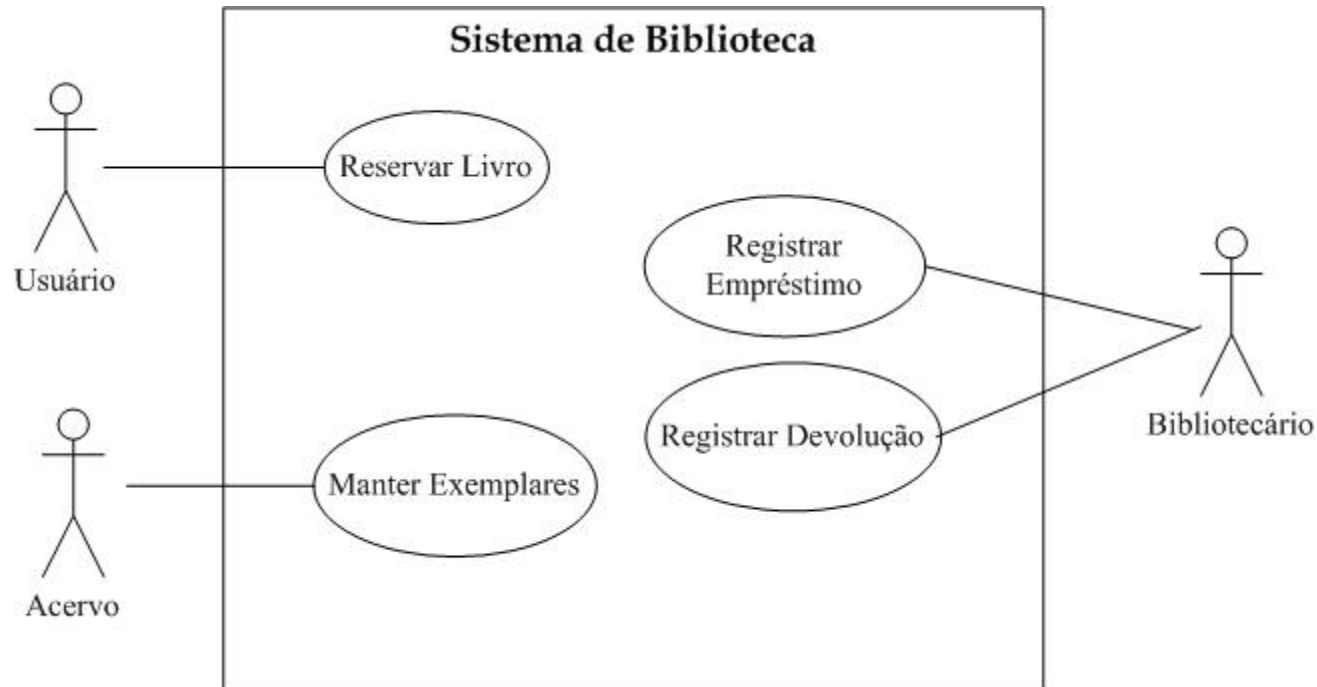 Sistema de Biblioteca
Reservar Livro
Usuário
Registrar
Empréstimo
Registrar Devolução
Bibliotecário
Manter Exemplares
Acervo